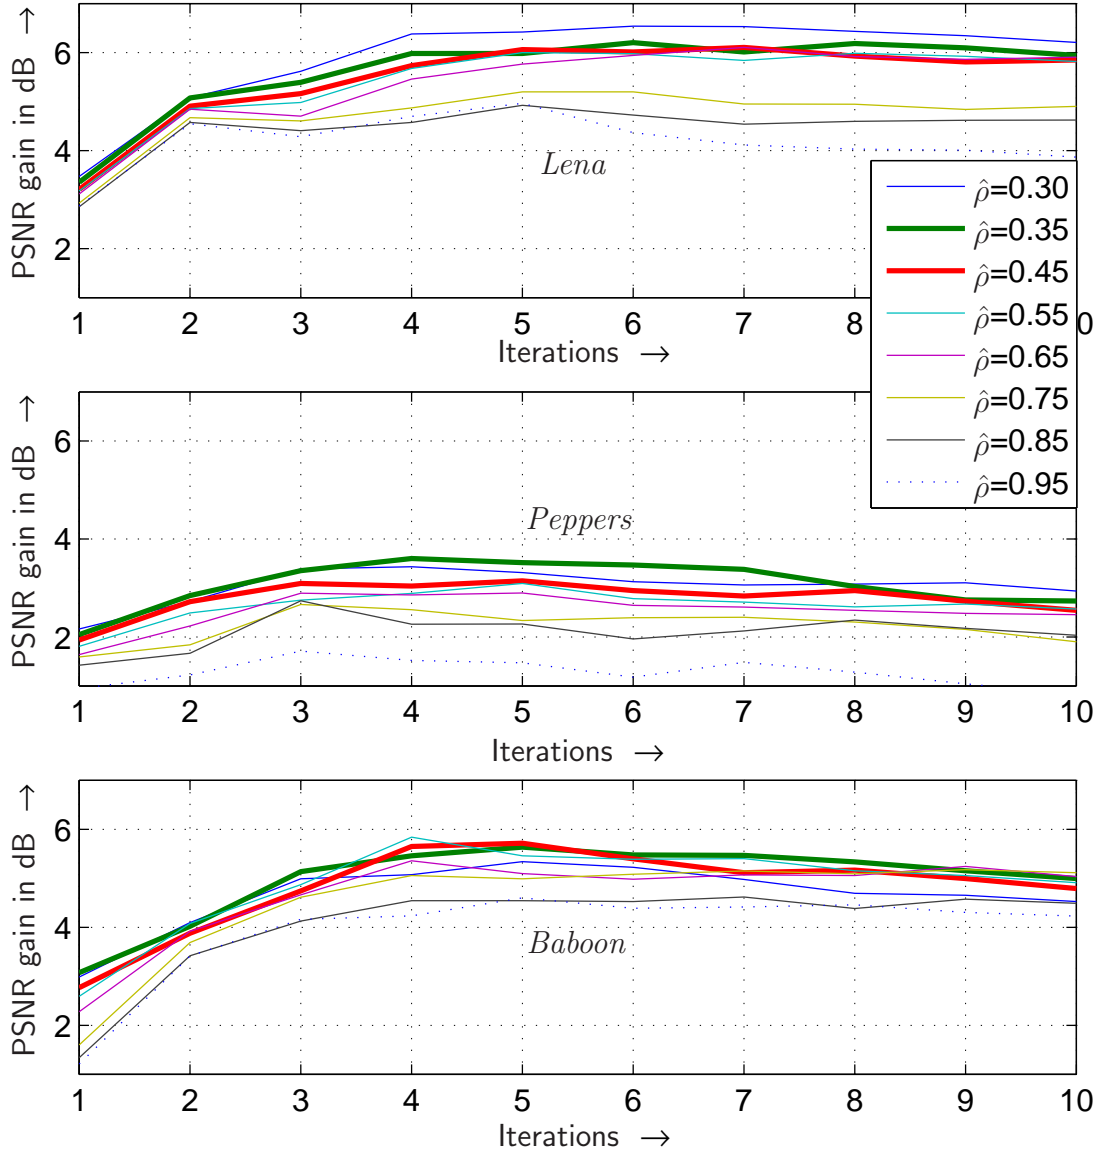 PSNR gain in dB →
6
4
2
Lena
1 2 3 4 5 6 7 8 0
Iterations →
ρ̂=0.30
ρ̂=0.35
ρ̂=0.45
ρ̂=0.55
ρ̂=0.65
ρ̂=0.75
ρ̂=0.85
ρ̂=0.95
PSNR gain in dB →
6
4
2
Peppers
1 2 3 4 5 6 7 8 9 10
Iterations →
PSNR gain in dB →
6
4
2
Baboon
1 2 3 4 5 6 7 8 9 10
Iterations →